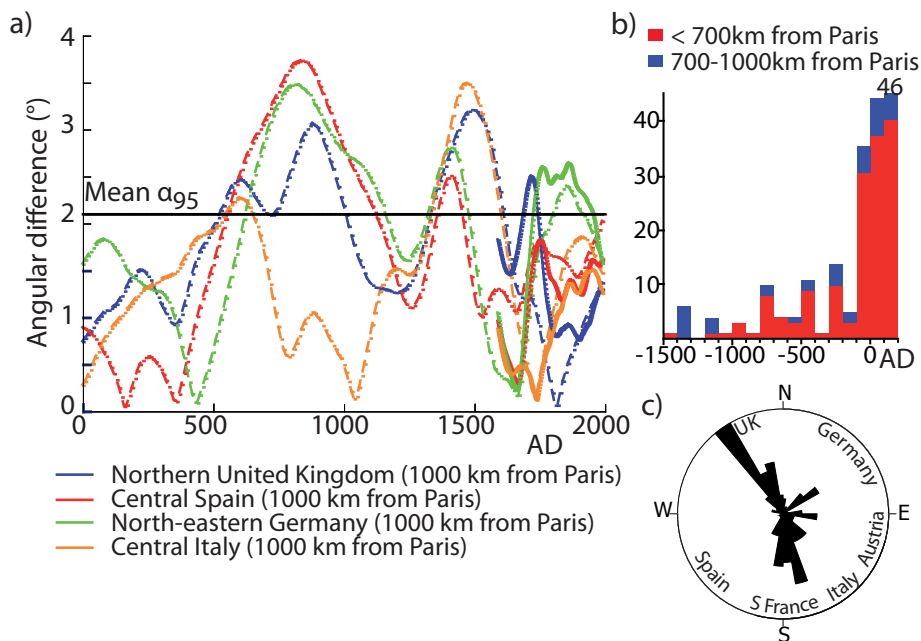 a)
4
3
2
1
0
Angular difference (°)
Mean α95
0
500
1000
1500
2000
AD
Northern United Kingdom (1000 km from Paris)
Central Spain (1000 km from Paris)
North-eastern Germany (1000 km from Paris)
Central Italy (1000 km from Paris)
b)
< 700km from Paris
700-1000km from Paris
46
40
30
20
10
-1500
-1000
-500
0
AD
c)
N
UK
Germany
W
E
Spain
S France
Italy
Austria
S